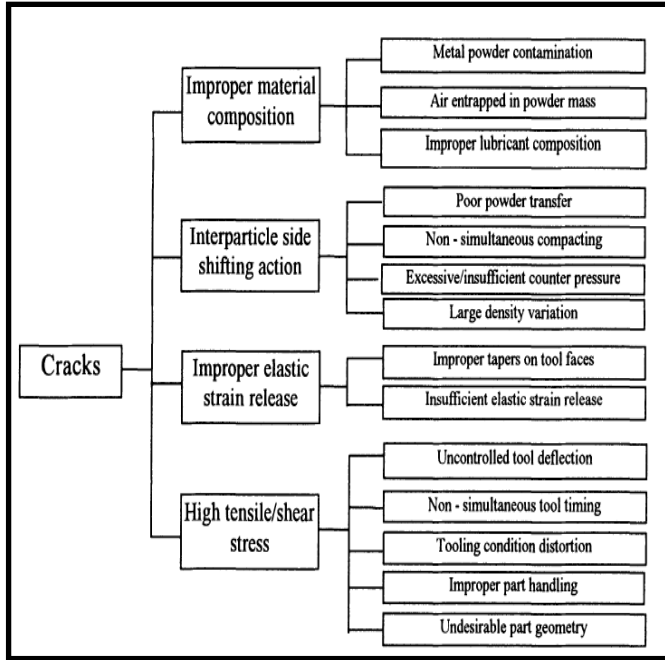 Cracks
Improper material
composition
Metal powder contamination
Air entrapped in powder mass
Improper lubricant composition
Interparticle side
shifting action
Poor powder transfer
Non - simultaneous compacting
Excessive/insufficient counter pressure
Large density variation
Improper elastic
strain release
Improper tapers on tool faces
Insufficient elastic strain release
High tensile/shear
stress
Uncontrolled tool deflection
Non - simultaneous tool timing
Tooling condition distortion
Improper part handling
Undesirable part geometry